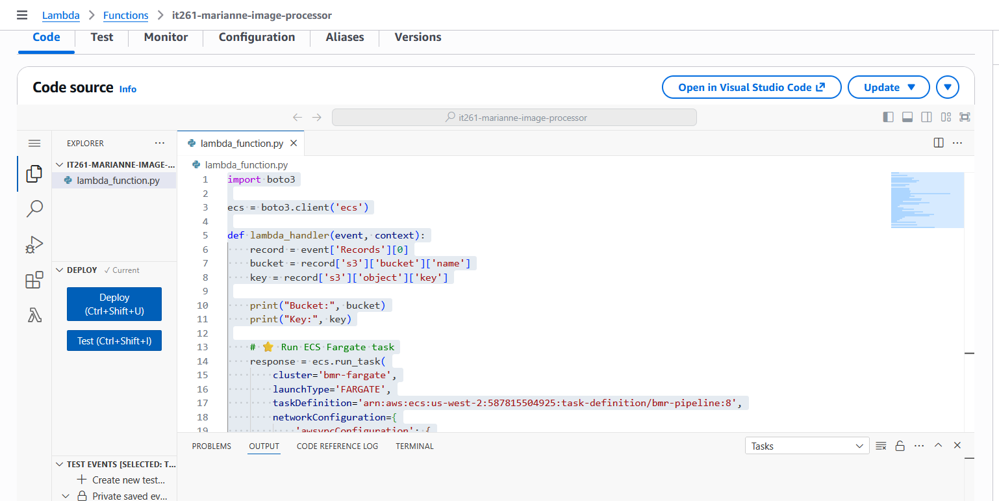 Lambda > Functions > it261-marianne-image-processor
Code Test Monitor Configuration Aliases Versions
Code source Info
Open in Visual Studio Code
Update
it261-marianne-image-processor
EXPLORER
IT261-MARIANNE-IMAGE-...
lambda_function.py
DEPLOY ✓ Current
Deploy
(Ctrl+Shift+U)
Test (Ctrl+Shift+I)
TEST EVENTS [SELECTED: T...
+ Create new test...
Private saved ev...
lambda_function.py
lambda_function.py
1 import boto3
2
3 ecs = boto3.client('ecs')
4
5 def lambda_handler(event, context):
6     record = event['Records'][0]
7     bucket = record['s3']['bucket']['name']
8     key = record['s3']['object']['key']
9
10     print("Bucket:", bucket)
11     print("Key:", key)
12
13     # ⭐ Run ECS Fargate task
14     response = ecs.run_task(
15         cluster='bmr-fargate',
16         launchType='FARGATE',
17         taskDefinition='arn:aws:ecs:us-west-2:587815504925:task-definition/bmr-pipeline:8',
18         networkConfiguration={
19             'awsvpcConfiguration': {
PROBLEMS OUTPUT CODE REFERENCE LOG TERMINAL
Tasks